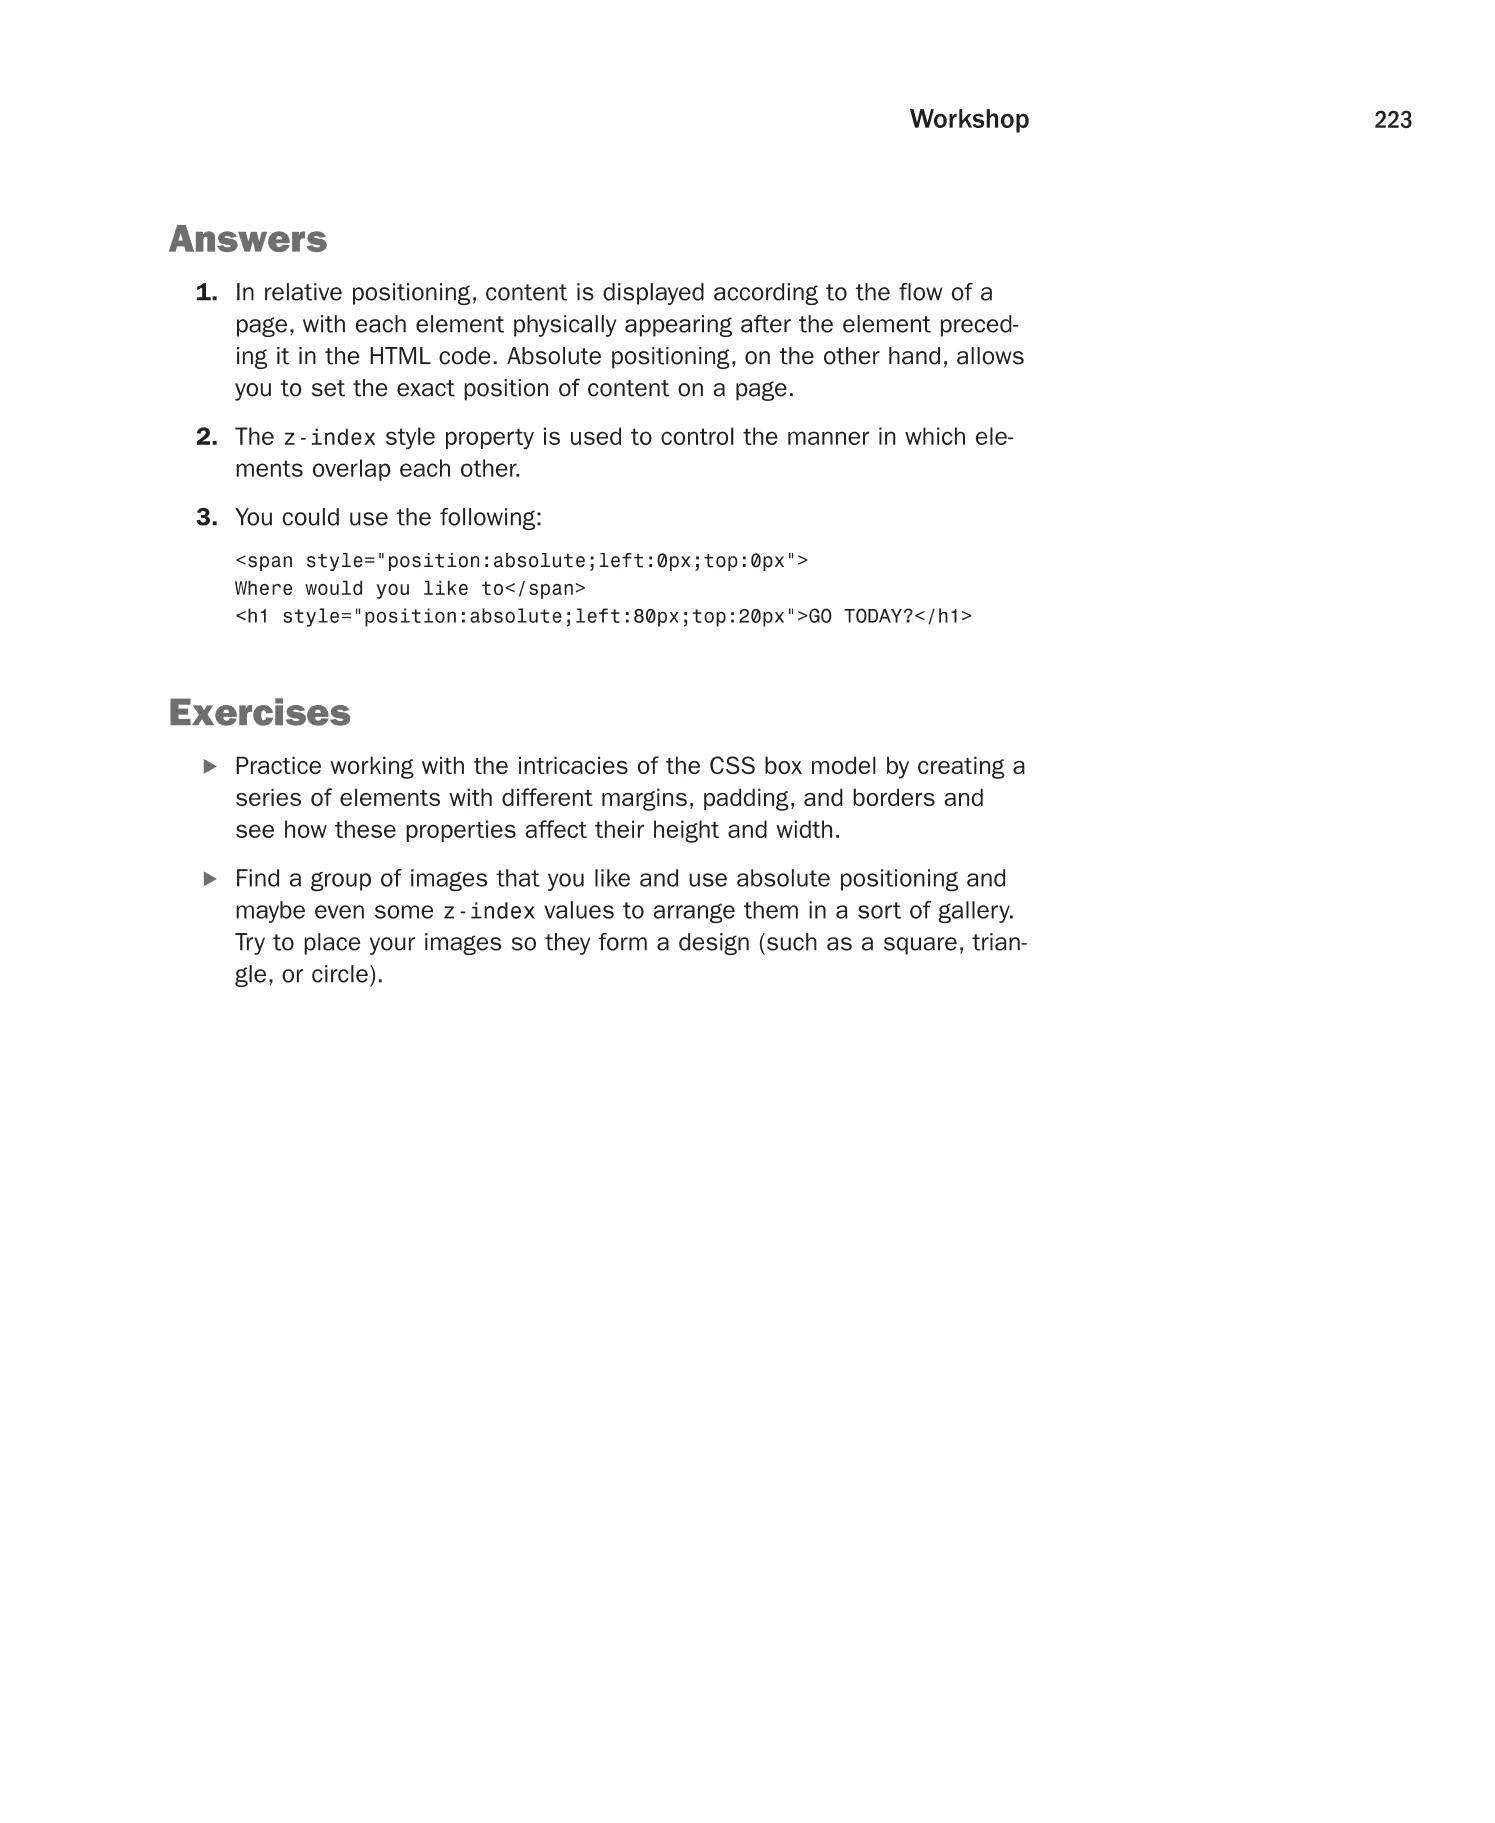 Workshop 223
Answers
1. In relative positioning, content is displayed according to the flow of a
page, with each element physically appearing after the element preced-
ing it in the HTML code. Absolute positioning, on the other hand, allows
you to set the exact position of content on a page.
2. The z-index style property is used to control the manner in which ele-
ments overlap each other.
3. You could use the following:
<span style="position:absolute;left:0px;top:0px">
Where would you like to</span>
<h1 style="position:absolute;left:80px;top:20px">GO TODAY?</h1>
Exercises
▶ Practice working with the intricacies of the CSS box model by creating a
series of elements with different margins, padding, and borders and
see how these properties affect their height and width.
▶ Find a group of images that you like and use absolute positioning and
maybe even some z-index values to arrange them in a sort of gallery.
Try to place your images so they form a design (such as a square, trian-
gle, or circle).